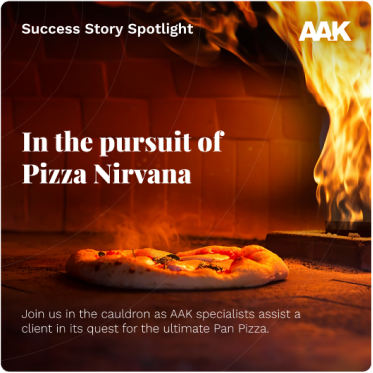 Success Story Spotlight
AAK
In the pursuit of
Pizza Nirvana
Join us in the cauldron as AAK specialists assist a
client in its quest for the ultimate Pan Pizza.